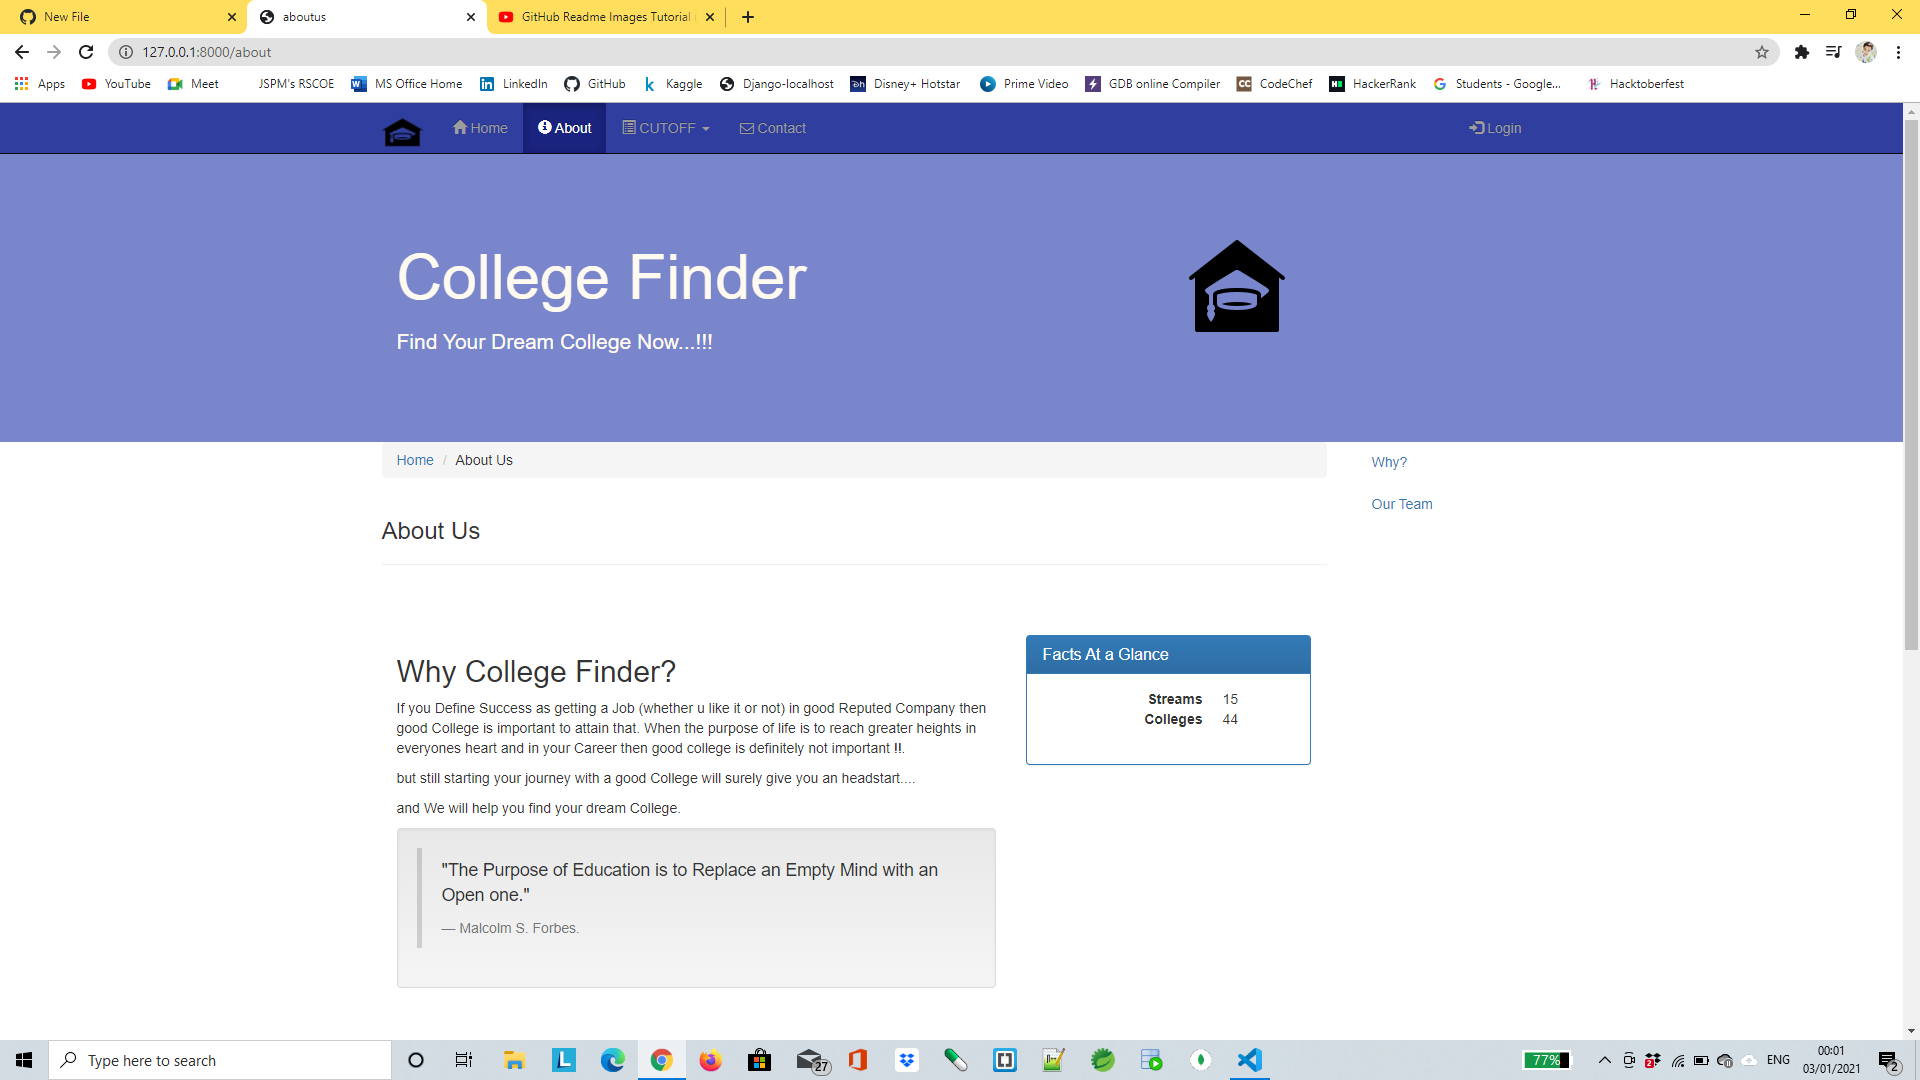 New File
aboutus
GitHub Readme Images Tutorial
127.0.0.1:8000/about
Apps
YouTube
Meet
JSPM's RSCOE
MS Office Home
LinkedIn
GitHub
Kaggle
Django-localhost
Disney+ Hotstar
Prime Video
GDB online Compiler
CodeChef
HackerRank
Students - Google...
Hacktoberfest
Home
About
CUTOFF
Contact
Login
College Finder
Find Your Dream College Now...!!!
Home / About Us
Why?
Our Team
About Us
Why College Finder?
If you Define Success as getting a Job (whether u like it or not) in good Reputed Company then
good College is important to attain that. When the purpose of life is to reach greater heights in
everyones heart and in your Career then good college is definitely not important !!.
but still starting your journey with a good College will surely give you an headstart....
and We will help you find your dream College.
"The Purpose of Education is to Replace an Empty Mind with an
Open one."
— Malcolm S. Forbes.
Facts At a Glance
Streams 15
Colleges 44
Type here to search
27
77%
ENG
00:01
03/01/2021
2